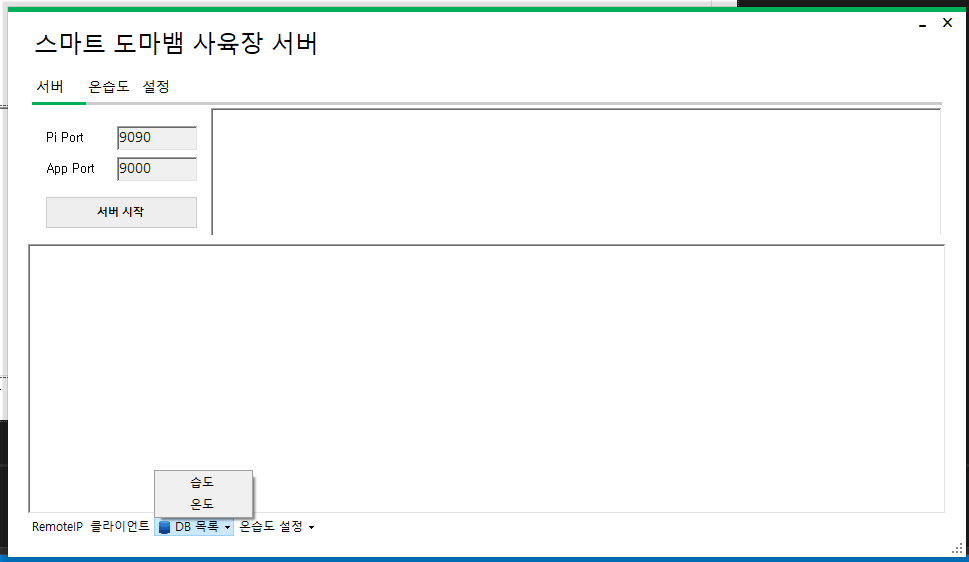 스마트 도마뱀 사육장 서버
서버 온습도 설정
Pi Port 9090
App Port 9000
서버 시작
습도
온도
RemoteIP 클라이언트 DB 목록 온습도 설정